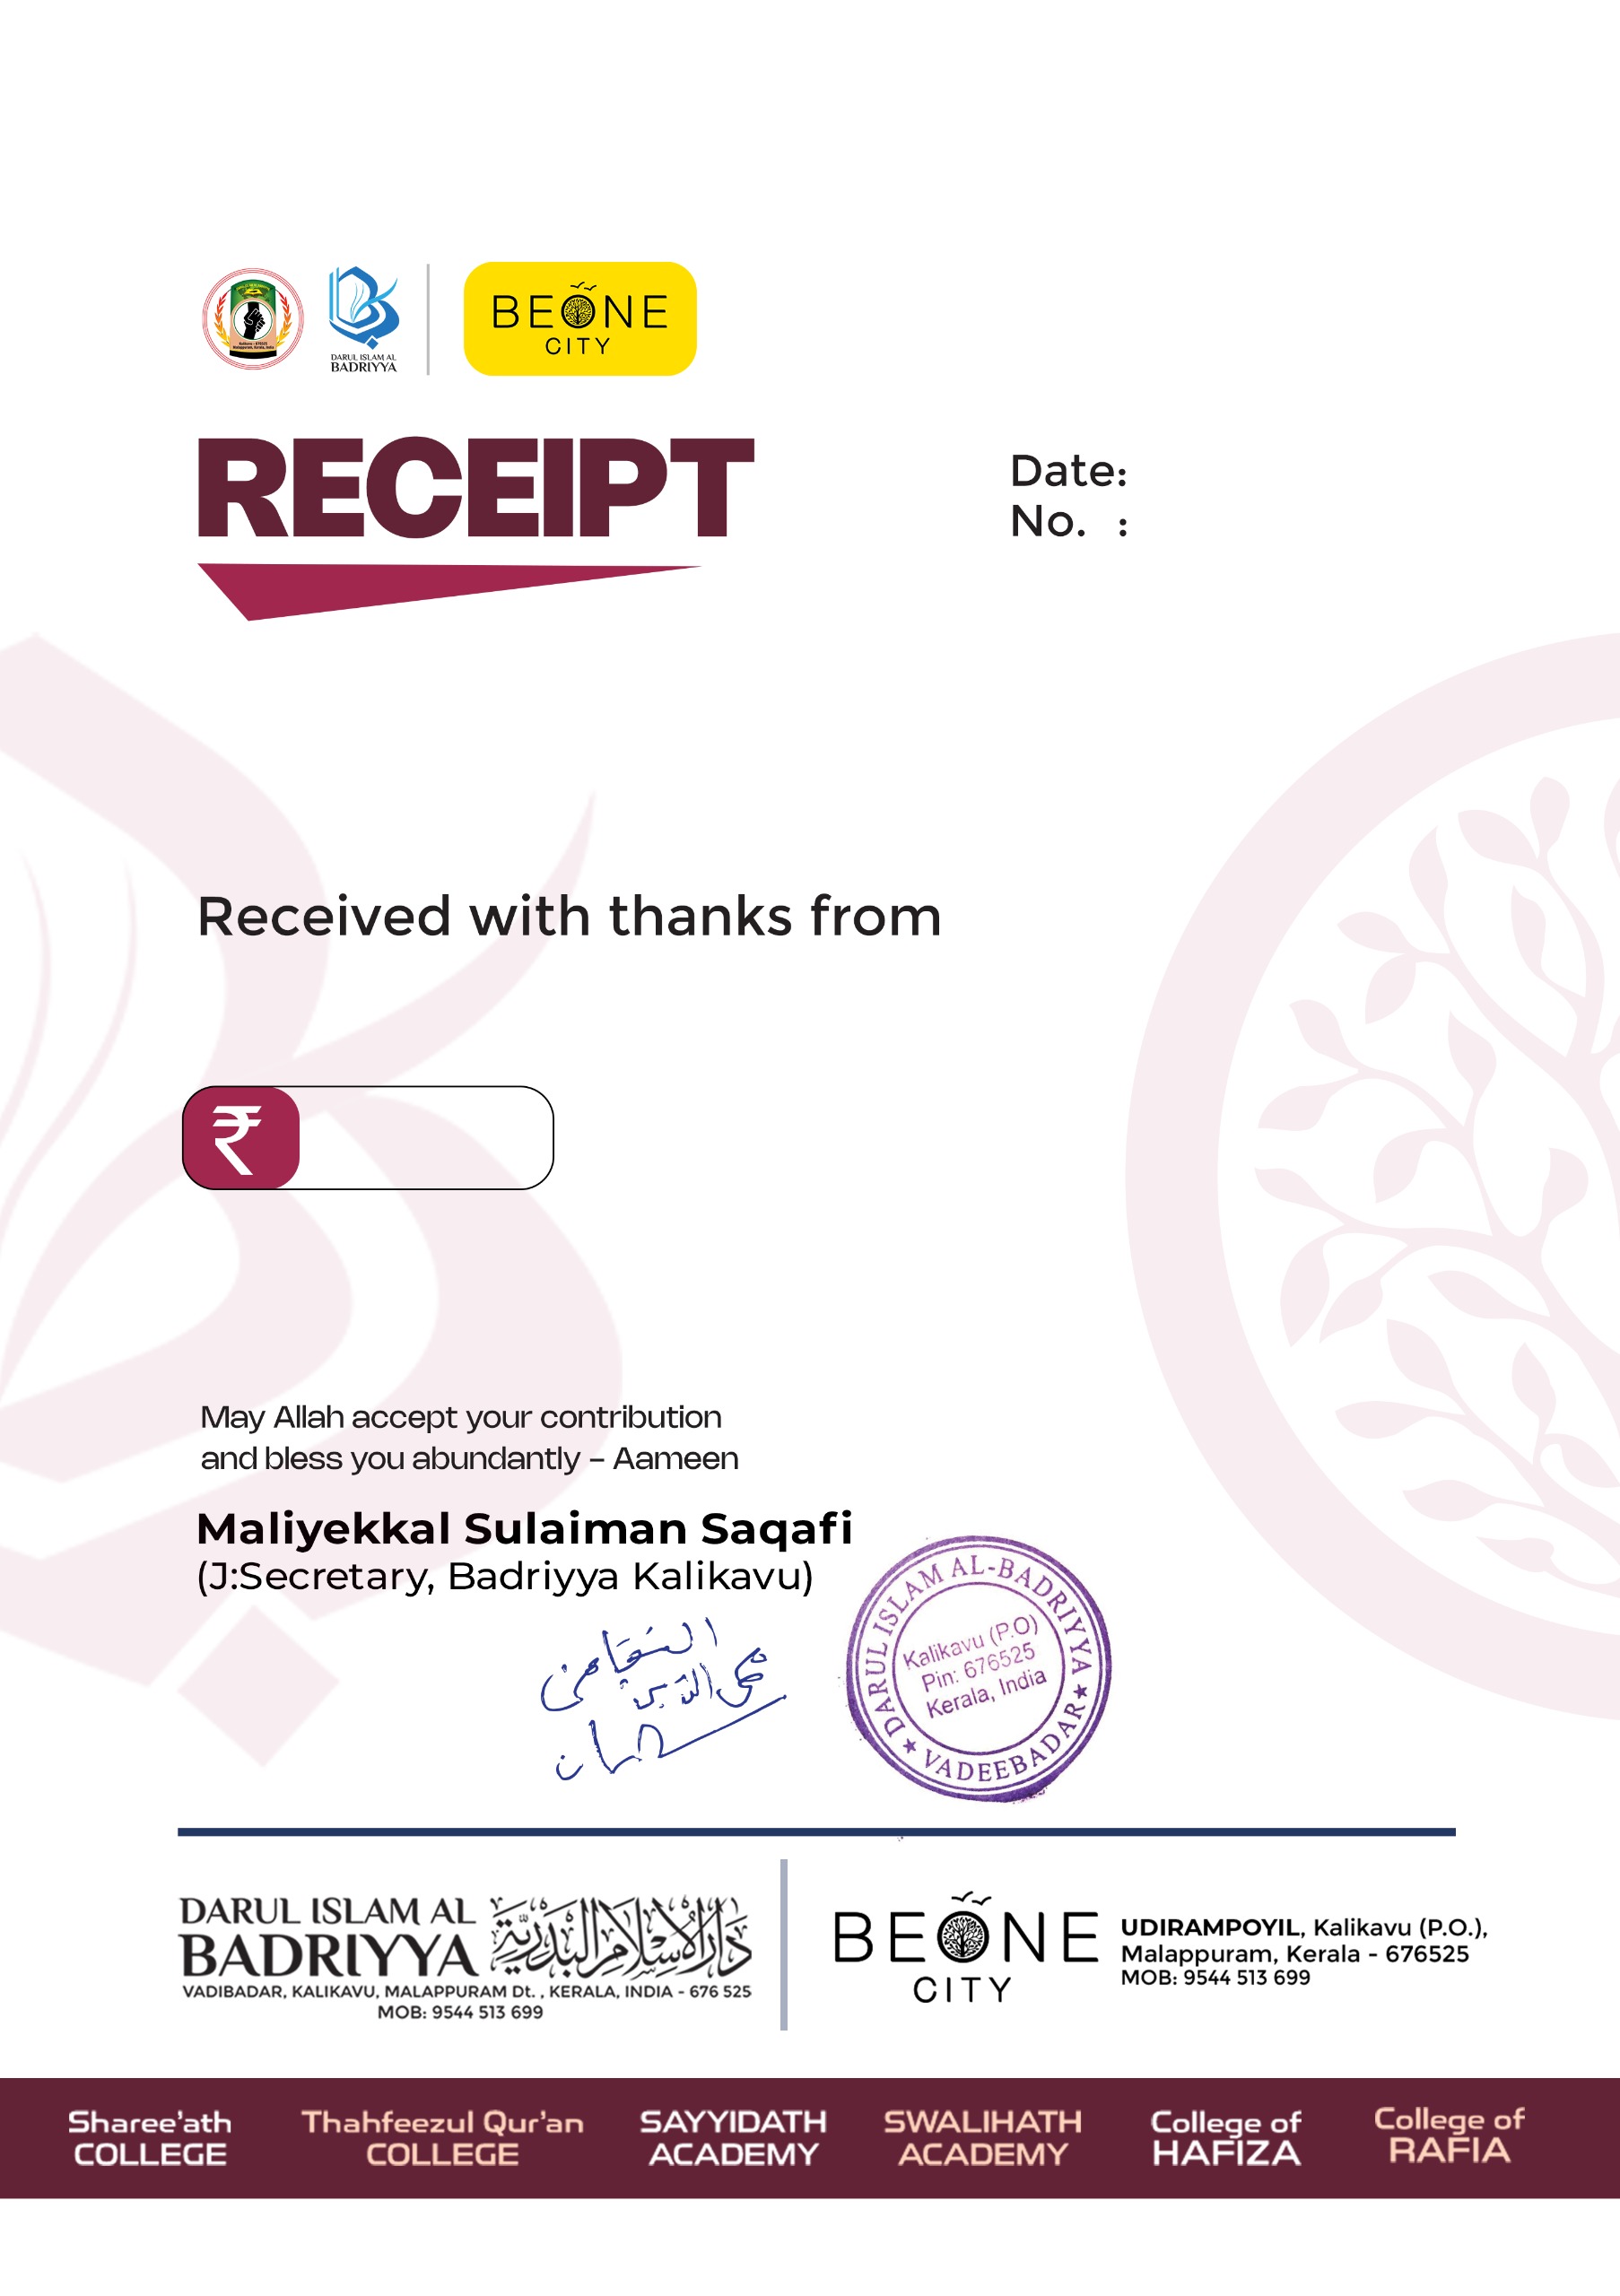 DARUL ISLAM AL
BADRIYYA
BEONE
CITY
RECEIPT
Date:
No. :
Received with thanks from
₹
May Allah accept your contribution
and bless you abundantly – Aameen
Maliyekkal Sulaiman Saqafi
(J:Secretary, Badriyya Kalikavu)
DARUL ISLAM AL-BADRIYYA
Kalikavu (P.O)
Pin: 676525
Kerala, India
★ VADEEBADAR ★
DARUL ISLAM AL
BADRIYYA
دار الإسلام البدرية
VADIBADAR, KALIKAVU, MALAPPURAM Dt. , KERALA, INDIA - 676 525
MOB: 9544 513 699
BEONE
CITY
UDIRAMPOYIL, Kalikavu (P.O.),
Malappuram, Kerala - 676525
MOB: 9544 513 699
Sharee'ath
COLLEGE
Thahfeezul Qur'an
COLLEGE
SAYYIDATH
ACADEMY
SWALIHATH
ACADEMY
College of
HAFIZA
College of
RAFIA